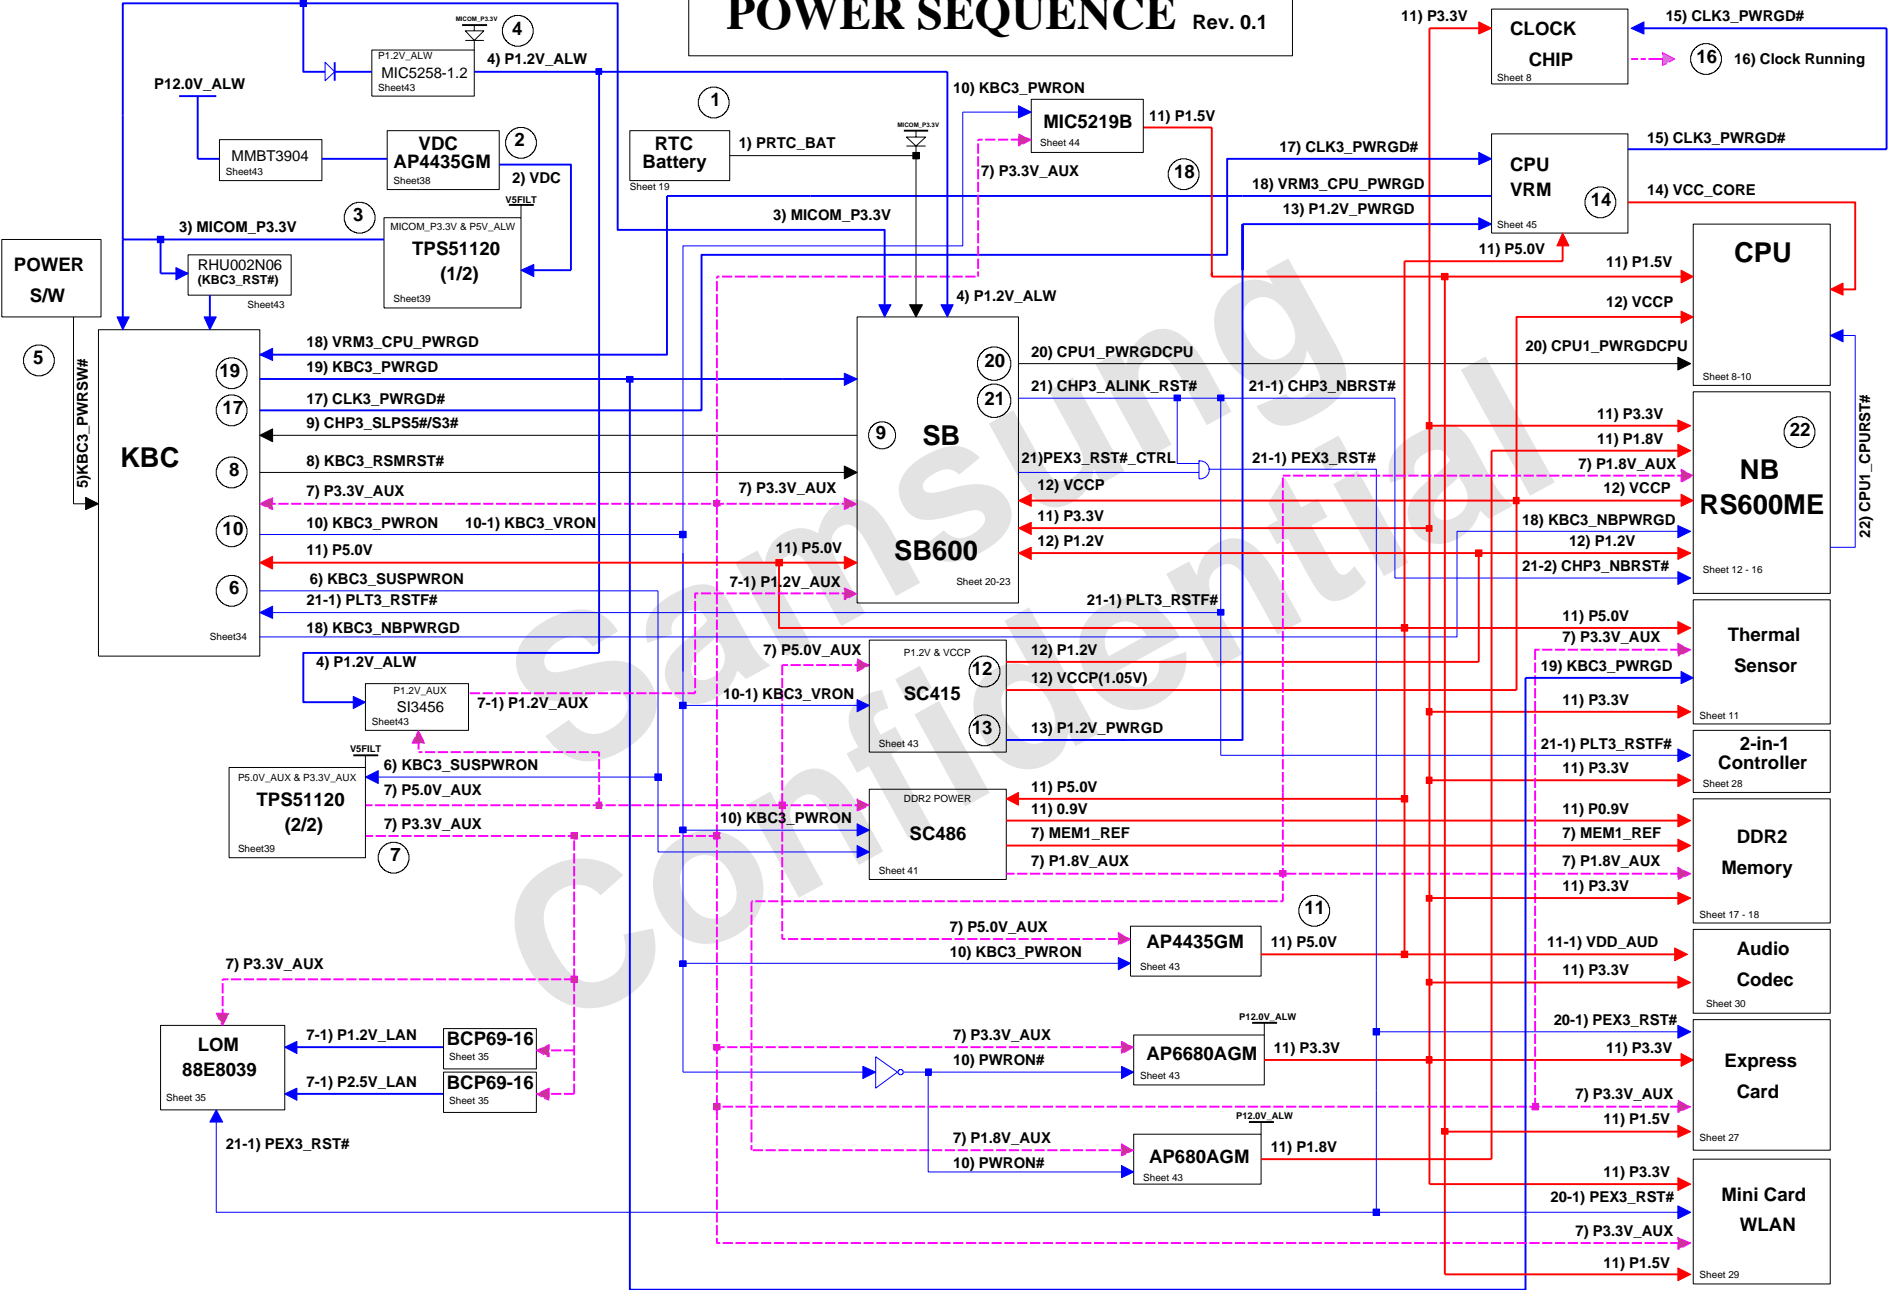 POWER SEQUENCE Rev. 0.1
MICOM_P3.3V
4
P1.2V_ALW
MIC5258-1.2
Sheet43
4) P1.2V_ALW
P12.0V_ALW
MMBT3904
Sheet43
VDC
AP4435GM
Sheet38
2
2) VDC
V5FILT
1
RTC
Battery
Sheet 19
1) PRTC_BAT
MICOM_P3.3V
3) MICOM_P3.3V
3
MICOM_P3.3V & P5V_ALW
TPS51120
(1/2)
Sheet39
3) MICOM_P3.3V
RHU002N06
(KBC3_RST#)
Sheet43
POWER
S/W
5
5)KBC3_PWRSW#
10) KBC3_PWRON
MIC5219B
Sheet 44
11) P1.5V
7) P3.3V_AUX
18
11) P3.3V
CLOCK
CHIP
Sheet 8
15) CLK3_PWRGD#
16
16) Clock Running
17) CLK3_PWRGD#
18) VRM3_CPU_PWRGD
13) P1.2V_PWRGD
11) P5.0V
CPU
VRM
14
Sheet 45
15) CLK3_PWRGD#
14) VCC_CORE
4) P1.2V_ALW
11) P1.5V
12) VCCP
20) CPU1_PWRGDCPU
CPU
Sheet 8-10
22) CPU1_CPURST#
KBC
19
17
8
10
6
Sheet34
18) VRM3_CPU_PWRGD
19) KBC3_PWRGD
17) CLK3_PWRGD#
9) CHP3_SLPS5#/S3#
8) KBC3_RSMRST#
7) P3.3V_AUX
7) P3.3V_AUX
10) KBC3_PWRON
10-1) KBC3_VRON
11) P5.0V
11) P5.0V
6) KBC3_SUSPWRON
7-1) P1.2V_AUX
21-1) PLT3_RSTF#
18) KBC3_NBPWRGD
9
20
21
SB
SB600
Sheet 20-23
20) CPU1_PWRGDCPU
21) CHP3_ALINK_RST#
21-1) CHP3_NBRST#
21)PEX3_RST#_CTRL
21-1) PEX3_RST#
12) VCCP
11) P3.3V
12) P1.2V
21-1) PLT3_RSTF#
11) P3.3V
11) P1.8V
7) P1.8V_AUX
12) VCCP
18) KBC3_NBPWRGD
12) P1.2V
21-2) CHP3_NBRST#
22
NB
RS600ME
Sheet 12 - 16
11) P5.0V
7) P3.3V_AUX
19) KBC3_PWRGD
11) P3.3V
Thermal
Sensor
Sheet 11
4) P1.2V_ALW
P1.2V_AUX
SI3456
Sheet43
7-1) P1.2V_AUX
7) P5.0V_AUX
10-1) KBC3_VRON
P1.2V & VCCP
SC415
12
13
Sheet 43
12) P1.2V
12) VCCP(1.05V)
13) P1.2V_PWRGD
21-1) PLT3_RSTF#
11) P3.3V
2-in-1
Controller
Sheet 28
V5FILT
P5.0V_AUX & P3.3V_AUX
TPS51120
(2/2)
Sheet39
7
6) KBC3_SUSPWRON
7) P5.0V_AUX
7) P3.3V_AUX
10) KBC3_PWRON
DDR2 POWER
SC486
Sheet 41
11) P5.0V
11) 0.9V
7) MEM1_REF
7) P1.8V_AUX
11) P0.9V
7) MEM1_REF
7) P1.8V_AUX
11) P3.3V
DDR2
Memory
Sheet 17 - 18
7) P5.0V_AUX
10) KBC3_PWRON
AP4435GM
Sheet 43
11
11) P5.0V
11-1) VDD_AUD
11) P3.3V
Audio
Codec
Sheet 30
7) P3.3V_AUX
LOM
88E8039
Sheet 35
7-1) P1.2V_LAN
BCP69-16
Sheet 35
7-1) P2.5V_LAN
BCP69-16
Sheet 35
21-1) PEX3_RST#
7) P3.3V_AUX
10) PWRON#
P12.0V_ALW
AP6680AGM
Sheet 43
11) P3.3V
20-1) PEX3_RST#
11) P3.3V
7) P3.3V_AUX
11) P1.5V
Express
Card
Sheet 27
7) P1.8V_AUX
10) PWRON#
P12.0V_ALW
AP680AGM
Sheet 43
11) P1.8V
11) P3.3V
20-1) PEX3_RST#
7) P3.3V_AUX
11) P1.5V
Mini Card
WLAN
Sheet 29
Samsung
Confidential